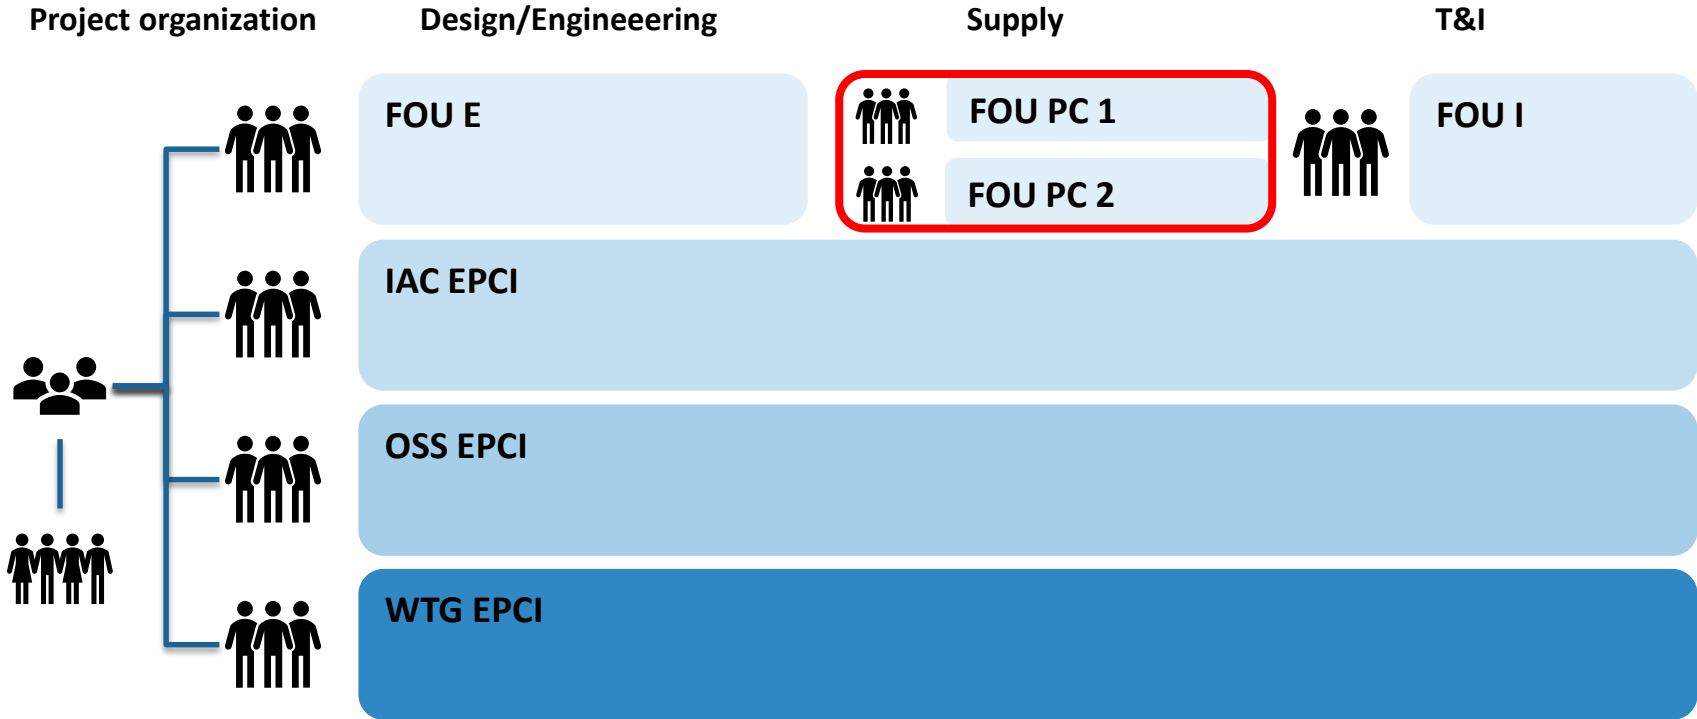 Project organization
Design/Engineeering
Supply
T&I
FOU E
FOU PC 1
FOU PC 2
FOU I
IAC EPCI
OSS EPCI
WTG EPCI